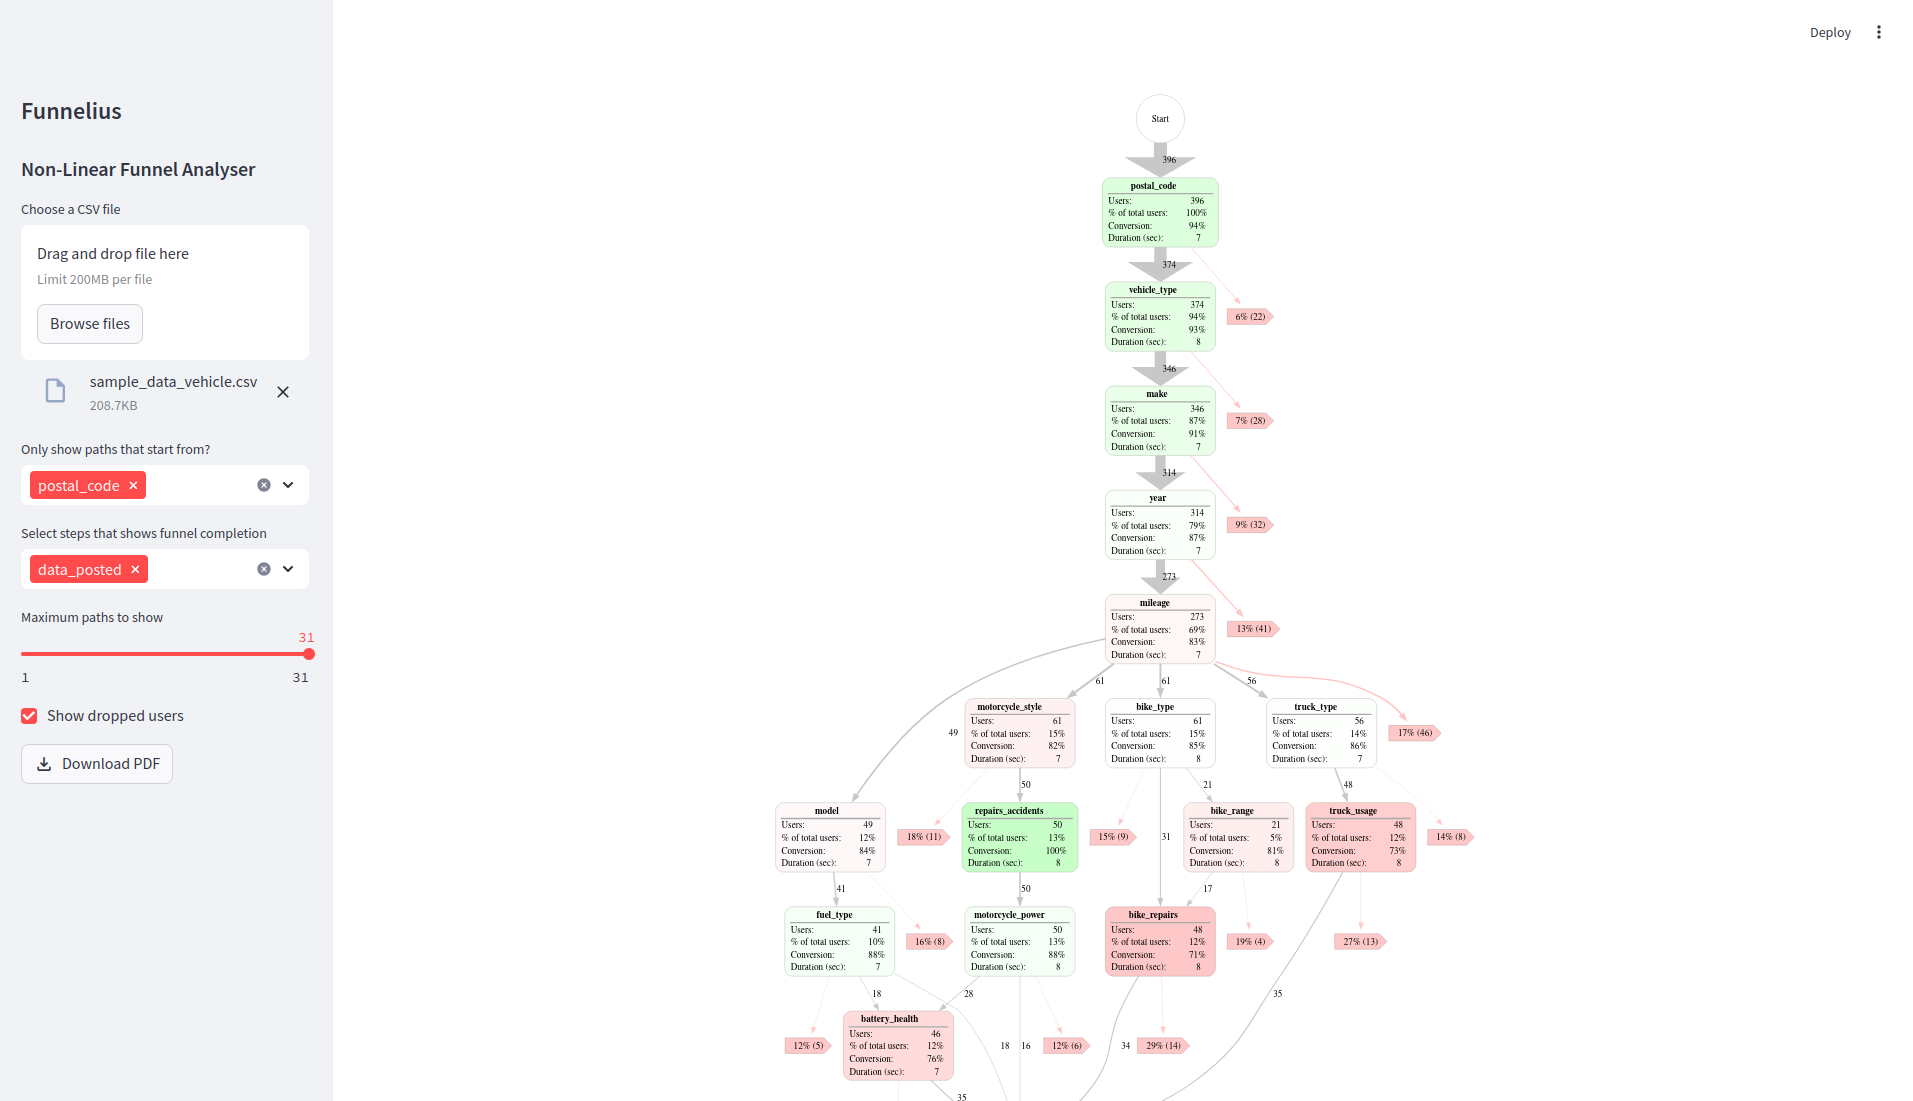 Deploy
Funnelius
Non-Linear Funnel Analyser
Choose a CSV file
Drag and drop file here
Limit 200MB per file
Browse files
sample_data_vehicle.csv
208.7KB
Only show paths that start from?
postal_code
Select steps that shows funnel completion
data_posted
Maximum paths to show
31
1
31
Show dropped users
Download PDF
Start
396
postal_code
Users: 396
% of total users: 100%
Conversion: 94%
Duration (sec): 7
374
vehicle_type
Users: 374
% of total users: 94%
Conversion: 93%
Duration (sec): 8
6% (22)
346
make
Users: 346
% of total users: 87%
Conversion: 91%
Duration (sec): 7
7% (28)
314
year
Users: 314
% of total users: 79%
Conversion: 87%
Duration (sec): 7
9% (32)
273
mileage
Users: 273
% of total users: 69%
Conversion: 83%
Duration (sec): 7
13% (41)
61
61
56
49
motorcycle_style
Users: 61
% of total users: 15%
Conversion: 82%
Duration (sec): 7
bike_type
Users: 61
% of total users: 15%
Conversion: 85%
Duration (sec): 8
truck_type
Users: 56
% of total users: 14%
Conversion: 86%
Duration (sec): 7
17% (46)
50
21
48
model
Users: 49
% of total users: 12%
Conversion: 84%
Duration (sec): 7
18% (11)
repairs_accidents
Users: 50
% of total users: 13%
Conversion: 100%
Duration (sec): 8
15% (9)
31
bike_range
Users: 21
% of total users: 5%
Conversion: 81%
Duration (sec): 8
truck_usage
Users: 48
% of total users: 12%
Conversion: 73%
Duration (sec): 8
14% (8)
41
50
17
fuel_type
Users: 41
% of total users: 10%
Conversion: 88%
Duration (sec): 7
16% (8)
motorcycle_power
Users: 50
% of total users: 13%
Conversion: 88%
Duration (sec): 8
bike_repairs
Users: 48
% of total users: 12%
Conversion: 71%
Duration (sec): 8
19% (4)
27% (13)
18
28
35
12% (5)
battery_health
Users: 46
% of total users: 12%
Conversion: 76%
Duration (sec): 7
18
16
12% (6)
34
29% (14)
35